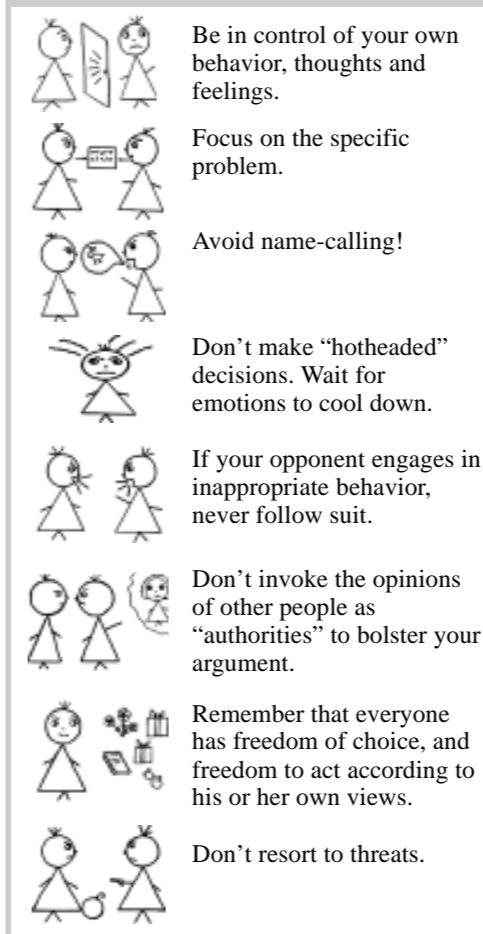 Be in control of your own
behavior, thoughts and
feelings.
Focus on the specific
problem.
Avoid name-calling!
Don’t make “hotheaded”
decisions. Wait for
emotions to cool down.
If your opponent engages in
inappropriate behavior,
never follow suit.
Don’t invoke the opinions
of other people as
“authorities” to bolster your
argument.
Remember that everyone
has freedom of choice, and
freedom to act according to
his or her own views.
Don’t resort to threats.